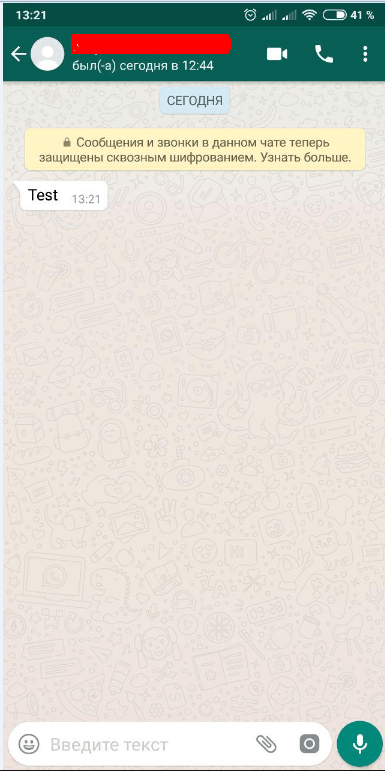 13:21
41 %
был(-а) сегодня в 12:44
СЕГОДНЯ
Сообщения и звонки в данном чате теперь
защищены сквозным шифрованием. Узнать больше.
Test 13:21
Введите текст